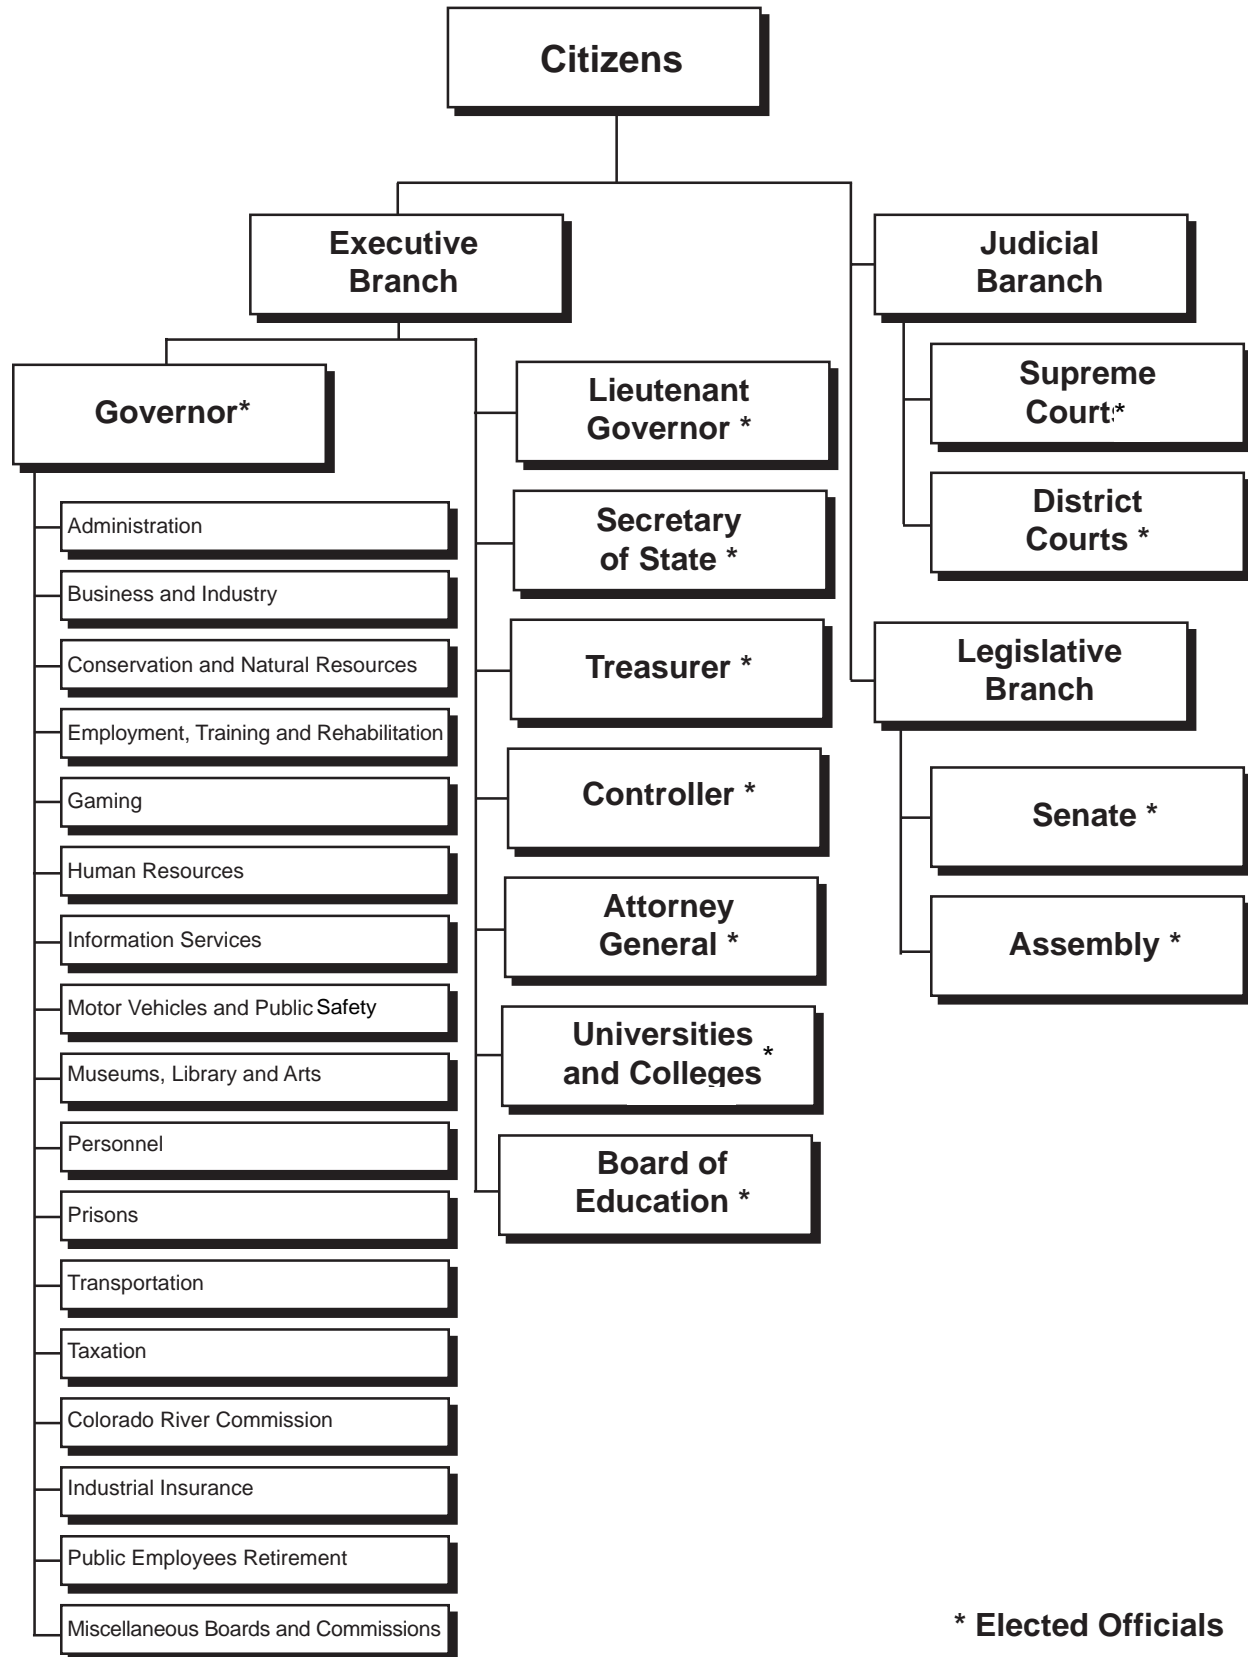 Citizens
Executive
Branch
Judicial
Baranch
Governor*
Administration
Business and Industry
Conservation and Natural Resources
Employment, Training and Rehabilitation
Gaming
Human Resources
Information Services
Motor Vehicles and Public Safety
Museums, Library and Arts
Personnel
Prisons
Transportation
Taxation
Colorado River Commission
Industrial Insurance
Public Employees Retirement
Miscellaneous Boards and Commissions
Lieutenant
Governor *
Secretary
of State *
Treasurer *
Controller *
Attorney
General *
Universities
and Colleges *
Board of
Education *
Supreme
Courts*
District
Courts *
Legislative
Branch
Senate *
Assembly *
* Elected Officials